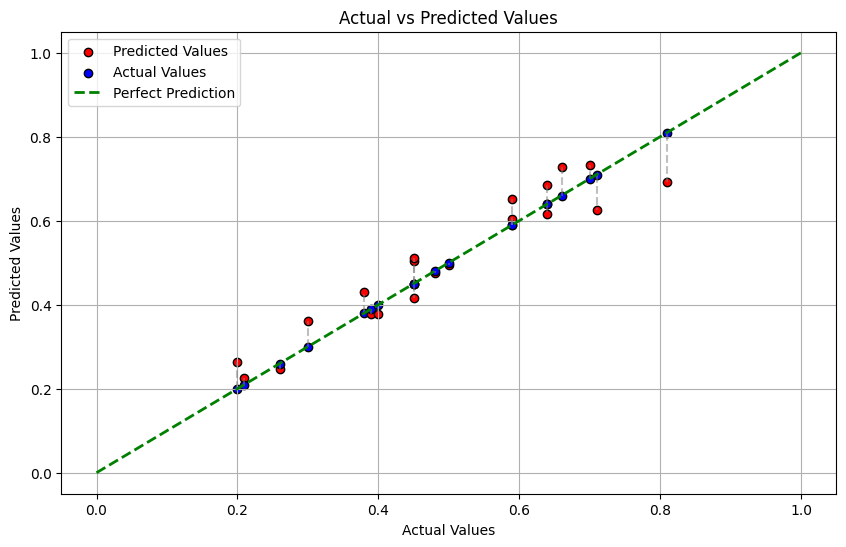 Actual vs Predicted Values
Predicted Values
Actual Values
Perfect Prediction
Predicted Values
1.0
0.8
0.6
0.4
0.2
0.0
0.0 0.2 0.4 0.6 0.8 1.0
Actual Values